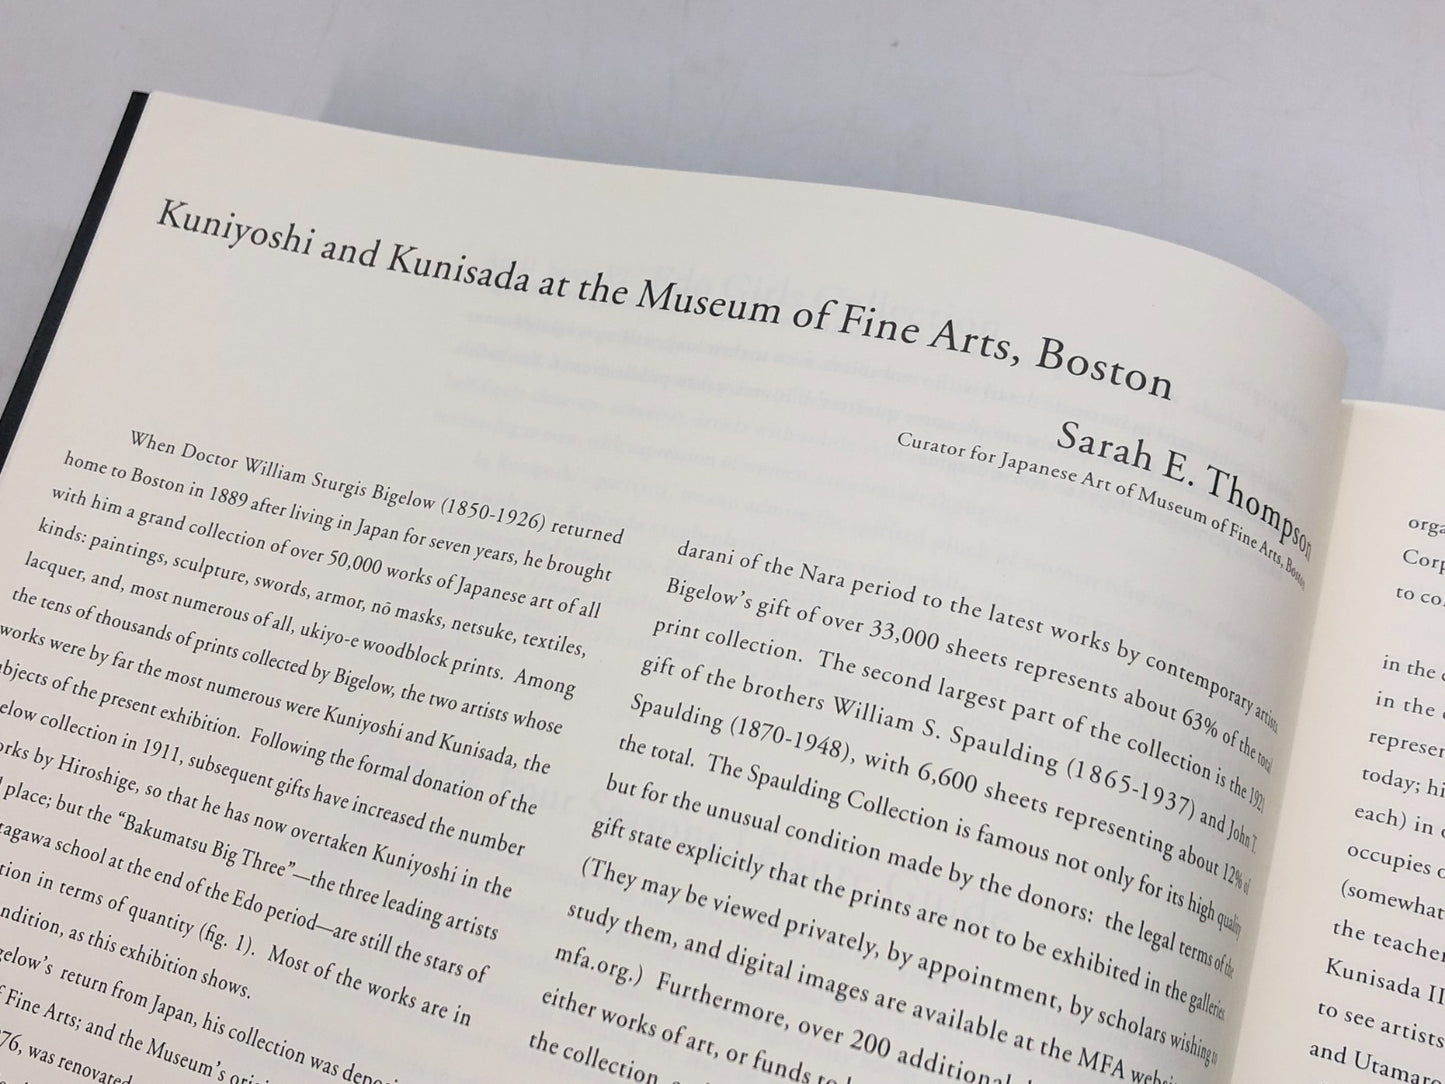 Kuniyoshi and Kunisada at the Museum of Fine Arts, Boston
Sarah E. Thompson
Curator for Japanese Art of Museum of Fine Arts, Boston
When Doctor William Sturgis Bigelow (1850-1926) returned
home to Boston in 1889 after living in Japan for seven years, he brought
with him a grand collection of over 50,000 works of Japanese art of all
kinds: paintings, sculpture, swords, armor, nō masks, netsuke, textiles,
lacquer, and, most numerous of all, ukiyo-e woodblock prints. Among
the tens of thousands of prints collected by Bigelow, the two artists whose
works were by far the most numerous were Kuniyoshi and Kunisada, the
bjects of the present exhibition. Following the formal donation of the
elow collection in 1911, subsequent gifts have increased the number
orks by Hiroshige, so that he has now overtaken Kuniyoshi in the
place; but the “Bakumatsu Big Three”—the three leading artists
tagawa school at the end of the Edo period—are still the stars of
tion in terms of quantity (fig. 1). Most of the works are in
ndition, as this exhibition shows.
gelow's return from Japan, his collection was depo
Fine Arts; and the Museum's ori
76, was renovated
darani of the Nara period to the latest works by contemporary artists
Bigelow's gift of over 33,000 sheets represents about 63% of the total
print collection. The second largest part of the collection is the 1921
gift of the brothers William S. Spaulding (1865-1937) and John T.
Spaulding (1870-1948), with 6,600 sheets representing about 12% of
the total. The Spaulding Collection is famous not only for its high quality
but for the unusual condition made by the donors: the legal terms of the
gift state explicitly that the prints are not to be exhibited in the galleries
(They may be viewed privately, by appointment, by scholars wishing to
study them, and digital images are available at the MFA website
mfa.org.) Furthermore, over 200 additional
either works of art, or funds to
the collection,
orga
Corp
to co
in the
in the
represen
today; hi
each) in
occupies o
(somewhat
the teacher
Kunisada II
to see artists
and Utamaro